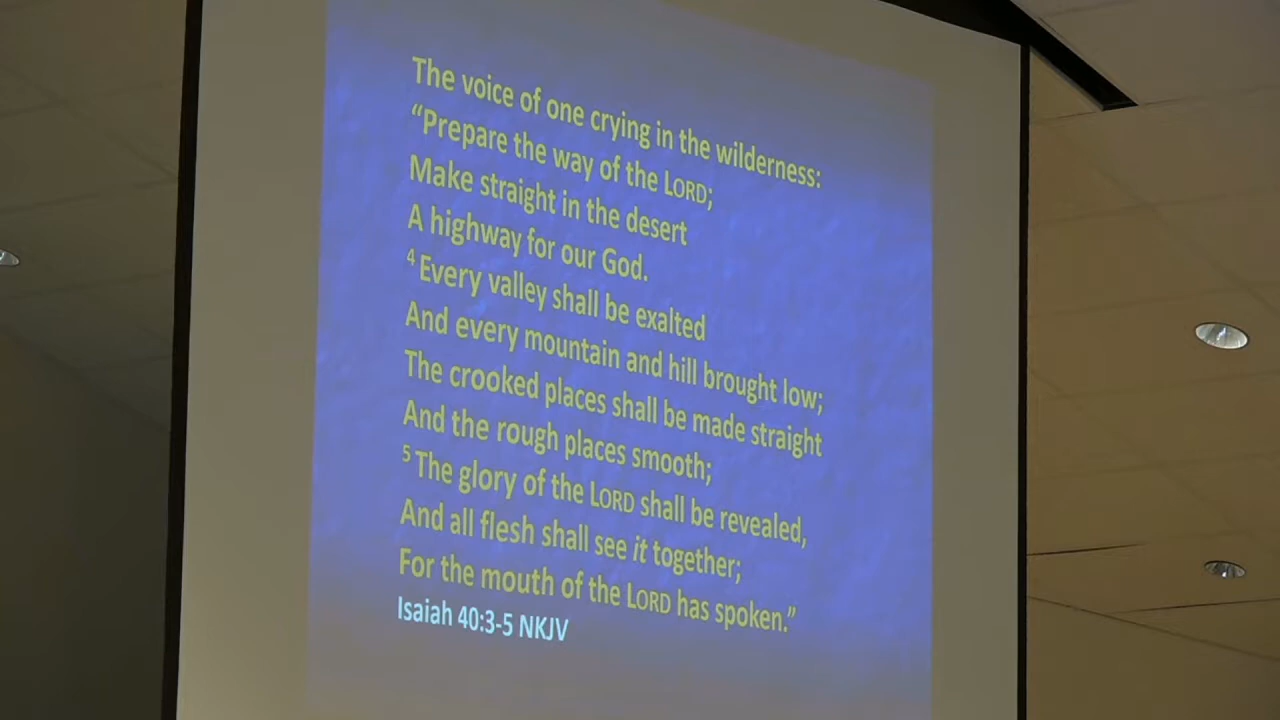 The voice of one crying in the wilderness:
“Prepare the way of the LORD;
Make straight in the desert
A highway for our God.
4 Every valley shall be exalted
And every mountain and hill brought low;
The crooked places shall be made straight
And the rough places smooth;
5 The glory of the LORD shall be revealed,
And all flesh shall see it together;
For the mouth of the LORD has spoken.”
Isaiah 40:3-5 NKJV